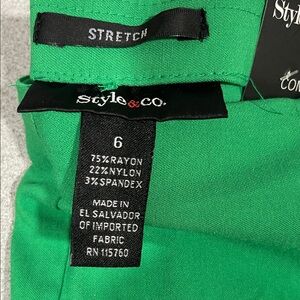 STRETCH
Style&co.
6
75%RAYON
22%NYLON
3%SPANDEX
MADE IN
EL SALVADOR
OF IMPORTED
FABRIC
RN 115760